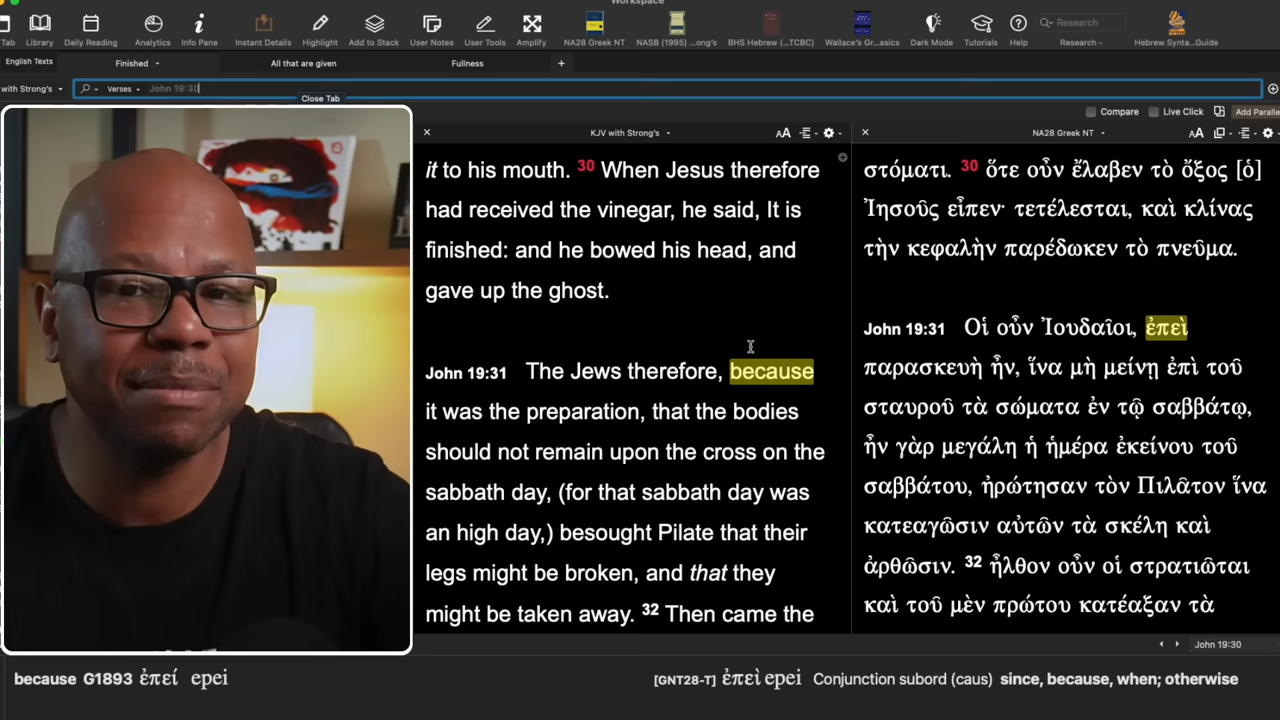 Workspace
Tab
Library
Daily Reading
Analytics
Info Pane
Instant Details
Highlight
Add to Stack
User Notes
User Tools
Amplify
NA28 Greek NT
NASB (1995) ...ong's
BHS Hebrew (...TCBC)
Wallace's Gr...asics
Dark Mode
Tutorials
Help
Research
Research
Hebrew Synta...Guide
English Texts
Finished
All that are given
Fullness
+
with Strong's
Verses
John 19:30
Close Tab
Compare
Live Click
Add Paralle
KJV with Strong's
AA
it to his mouth. 30 When Jesus therefore
had received the vinegar, he said, It is
finished: and he bowed his head, and
gave up the ghost.
John 19:31 The Jews therefore, because
it was the preparation, that the bodies
should not remain upon the cross on the
sabbath day, (for that sabbath day was
an high day,) besought Pilate that their
legs might be broken, and that they
might be taken away. 32 Then came the
NA28 Greek NT
AA
στόματι. 30 ὅτε οὖν ἔλαβεν τὸ ὄξος [ὁ]
Ἰησοῦς εἶπεν· τετέλεσται, καὶ κλίνας
τὴν κεφαλὴν παρέδωκεν τὸ πνεῦμα.
John 19:31 Οἱ οὖν Ἰουδαῖοι, ἐπεὶ
παρασκευὴ ἦν, ἵνα μὴ μείνῃ ἐπὶ τοῦ
σταυροῦ τὰ σώματα ἐν τῷ σαββάτῳ,
ἦν γὰρ μεγάλη ἡ ἡμέρα ἐκείνου τοῦ
σαββάτου, ἠρώτησαν τὸν Πιλᾶτον ἵνα
κατεαγῶσιν αὐτῶν τὰ σκέλη καὶ
ἀρθῶσιν. 32 ἦλθον οὖν οἱ στρατιῶται
καὶ τοῦ μὲν πρώτου κατέαξαν τὰ
John 19:30
because G1893 ἐπεί epei
[GNT28-T] ἐπεὶ epei Conjunction subord (caus) since, because, when; otherwise